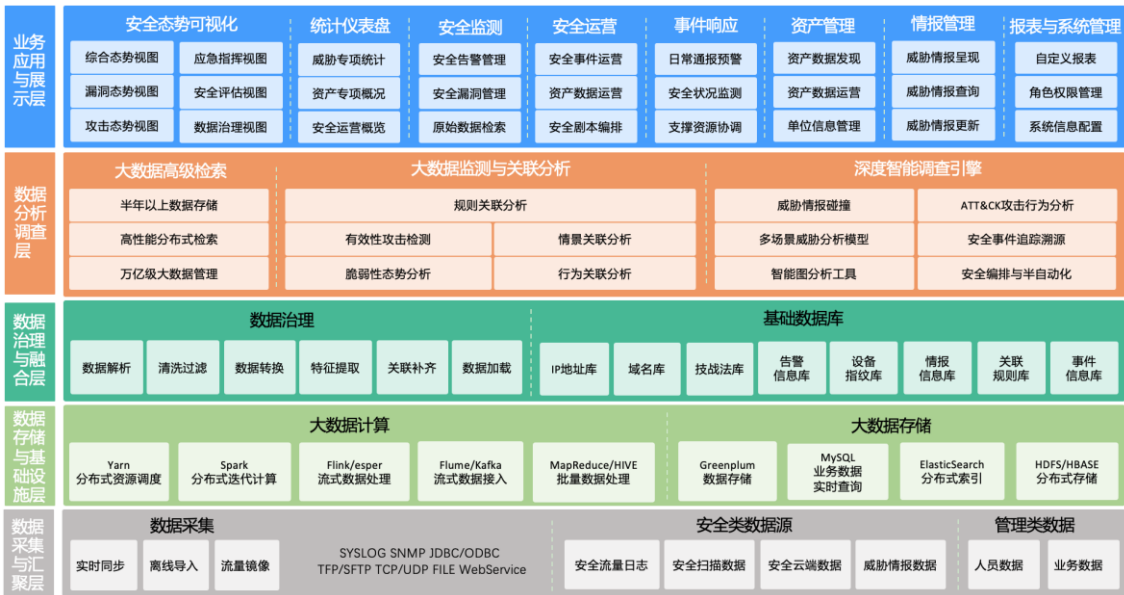 业务
应用
与展
示层
安全态势可视化
综合态势视图
应急指挥视图
漏洞态势视图
安全评估视图
攻击态势视图
数据治理视图
统计仪表盘
威胁专项统计
资产专项概况
安全运营概览
安全监测
安全告警管理
安全漏洞管理
原始数据检索
安全运营
安全事件运营
资产数据运营
安全剧本编排
事件响应
日常通报预警
安全状况监测
支撑资源协调
资产管理
资产数据发现
资产数据运营
单位信息管理
情报管理
威胁情报呈现
威胁情报查询
威胁情报更新
报表与系统管理
自定义报表
角色权限管理
系统信息配置
数据
分析
调查
层
大数据高级检索
半年以上数据存储
高性能分布式检索
万亿级大数据管理
大数据监测与关联分析
规则关联分析
有效性攻击检测
情景关联分析
脆弱性态势分析
行为关联分析
深度智能调查引擎
威胁情报碰撞
ATT&CK攻击行为分析
多场景威胁分析模型
安全事件追踪溯源
智能图分析工具
安全编排与半自动化
数据
治理
与融
合层
数据治理
数据解析
清洗过滤
数据转换
特征提取
关联补齐
数据加载
基础数据库
IP地址库
域名库
技战法库
告警
信息库
设备
指纹库
情报
信息库
关联
规则库
事件
信息库
数据
存储
与基
础设
施层
大数据计算
Yarn
分布式资源调度
Spark
分布式迭代计算
Flink/esper
流式数据处理
Flume/Kafka
流式数据接入
MapReduce/HIVE
批量数据处理
大数据存储
Greenplum
数据存储
MySQL
业务数据
实时查询
ElasticSearch
分布式索引
HDFS/HBASE
分布式存储
数据
采集
与汇
聚层
数据采集
实时同步
离线导入
流量镜像
SYSLOG SNMP JDBC/ODBC
TFP/SFTP TCP/UDP FILE WebService
安全类数据源
安全流量日志
安全扫描数据
安全云端数据
威胁情报数据
管理类数据
人员数据
业务数据